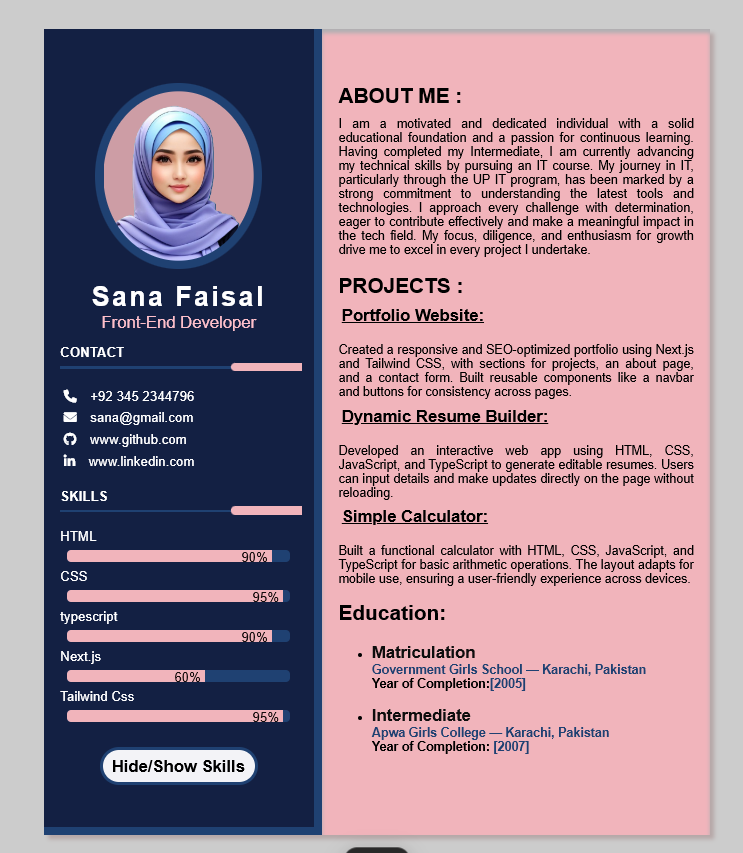 Sana Faisal
Front-End Developer
CONTACT
+92 345 2344796
sana@gmail.com
www.github.com
www.linkedin.com
SKILLS
HTML
90%
CSS
95%
typescript
90%
Next.js
60%
Tailwind Css
95%
Hide/Show Skills
ABOUT ME :
I am a motivated and dedicated individual with a solid
educational foundation and a passion for continuous learning.
Having completed my Intermediate, I am currently advancing
my technical skills by pursuing an IT course. My journey in IT,
particularly through the UP IT program, has been marked by a
strong commitment to understanding the latest tools and
technologies. I approach every challenge with determination,
eager to contribute effectively and make a meaningful impact in
the tech field. My focus, diligence, and enthusiasm for growth
drive me to excel in every project I undertake.
PROJECTS :
Portfolio Website:
Created a responsive and SEO-optimized portfolio using Next.js
and Tailwind CSS, with sections for projects, an about page,
and a contact form. Built reusable components like a navbar
and buttons for consistency across pages.
Dynamic Resume Builder:
Developed an interactive web app using HTML, CSS,
JavaScript, and TypeScript to generate editable resumes. Users
can input details and make updates directly on the page without
reloading.
Simple Calculator:
Built a functional calculator with HTML, CSS, JavaScript, and
TypeScript for basic arithmetic operations. The layout adapts for
mobile use, ensuring a user-friendly experience across devices.
Education:
• Matriculation
Government Girls School — Karachi, Pakistan
Year of Completion:[2005]
• Intermediate
Apwa Girls College — Karachi, Pakistan
Year of Completion: [2007]